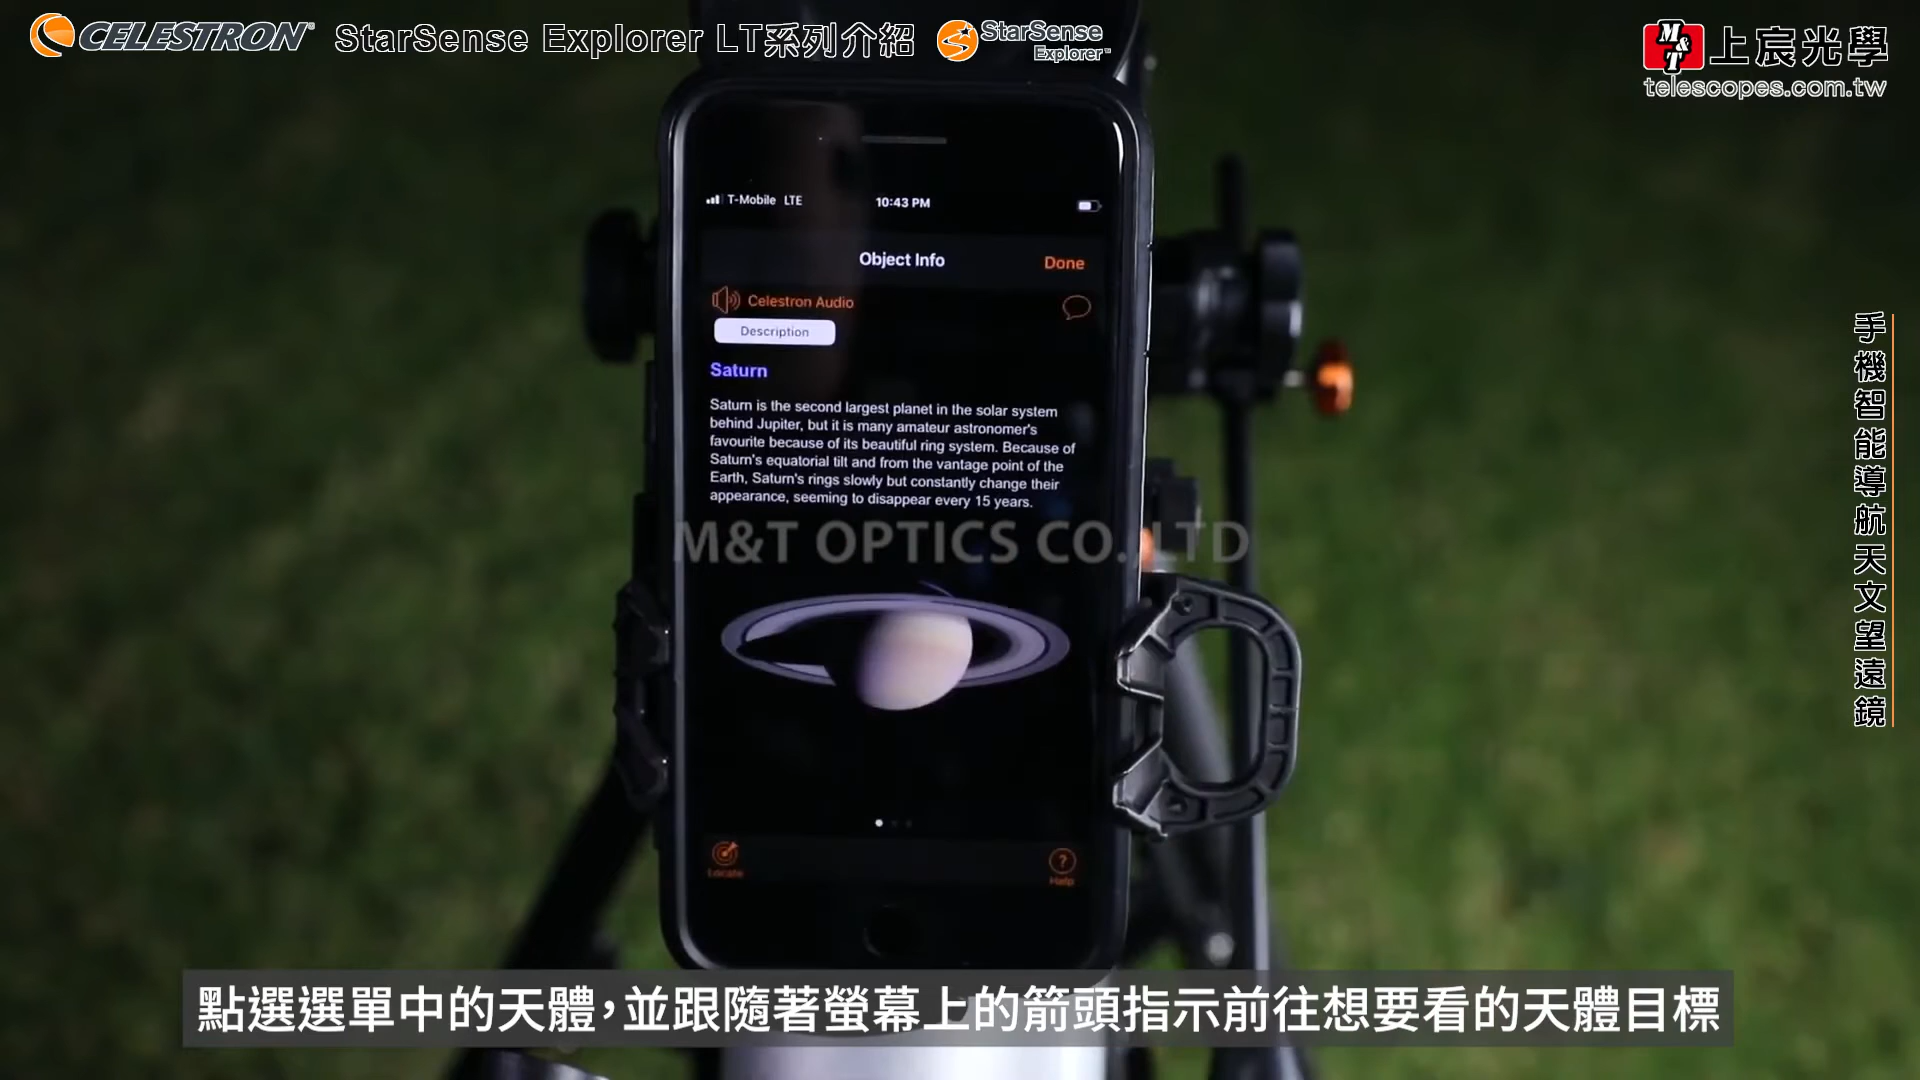 CELESTRON StarSense Explorer LT系列介紹 StarSense Explorer
M&T 上宸光學
telescopes.com.tw
T-Mobile LTE 10:43 PM
Object Info Done
Celestron Audio
Description
Saturn
Saturn is the second largest planet in the solar system
behind Jupiter, but it is many amateur astronomer's
favourite because of its beautiful ring system. Because of
Saturn's equatorial tilt and from the vantage point of the
Earth, Saturn's rings slowly but constantly change their
appearance, seeming to disappear every 15 years.
M&T OPTICS CO., LTD
Locate
? Help
手機智能導航天文望遠鏡
點選選單中的天體，並跟隨著螢幕上的箭頭指示前往想要看的天體目標